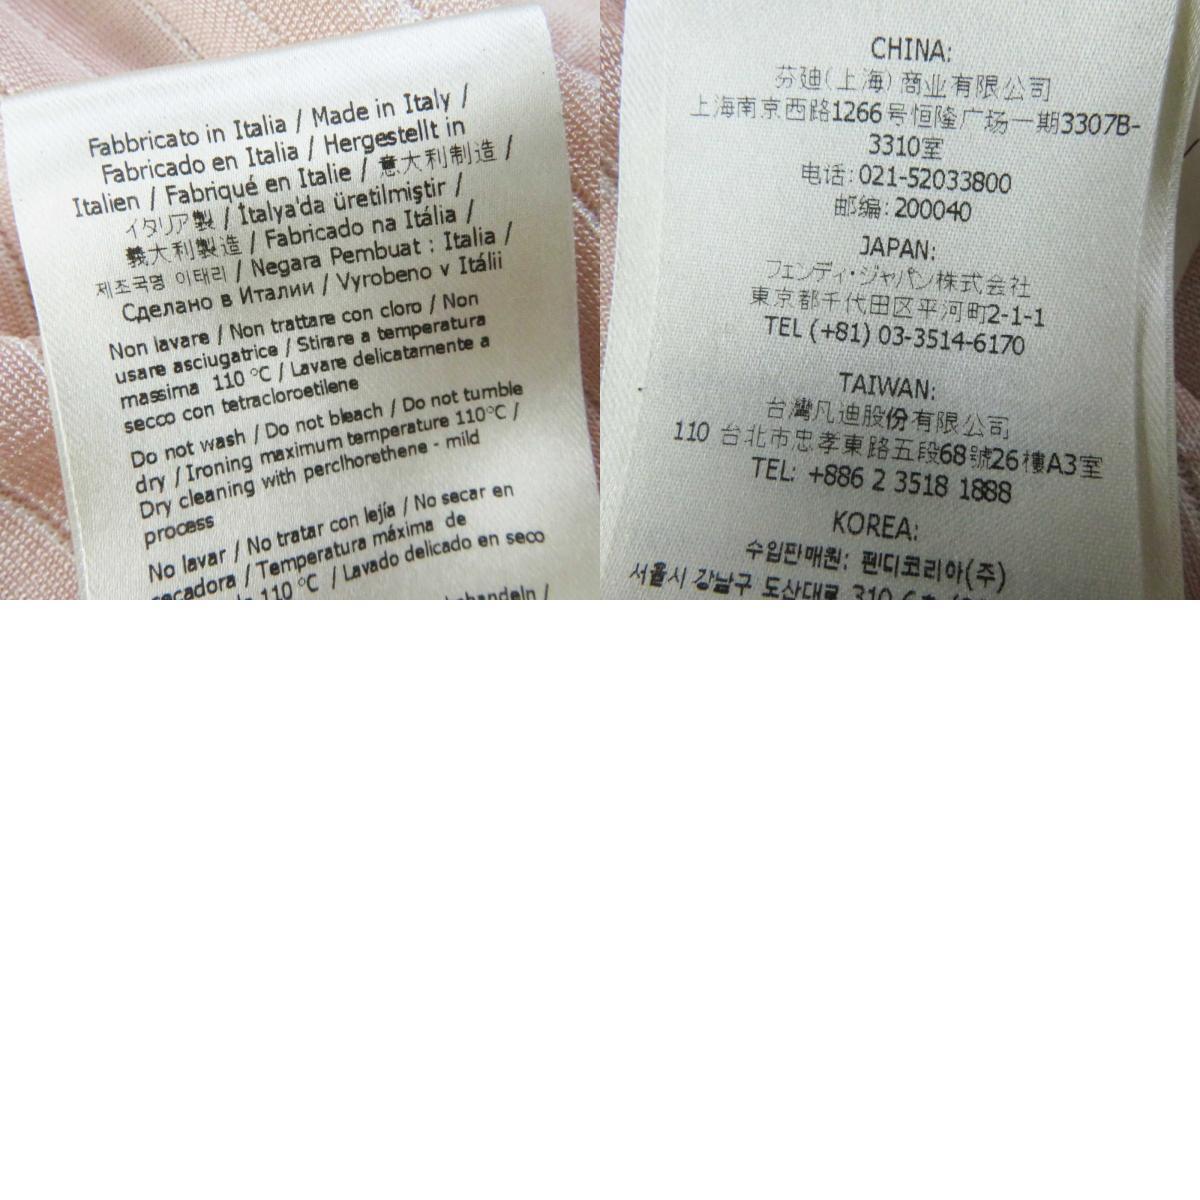 Fabbricato in Italia / Made in Italy /
Fabricado en Italia / Hergestellt in
Italien / Fabriqué en Italie / 意大利制造 /
イタリア製 / İtalya'da üretilmiştir /
義大利製造 / Fabricado na Itália /
제조국명 이태리 / Negara Pembuat : Italia /
Сделано в Италии / Vyrobeno v Itálii
Non lavare / Non trattare con cloro / Non
usare asciugatrice / Stirare a temperatura
massima 110 °C / Lavare delicatamente a
secco con tetracloroetilene
Do not wash / Do not bleach / Do not tumble
dry / Ironing maximum temperature 110°C /
Dry cleaning with perclhorethene - mild
process
No lavar / No tratar con lejía / No secar en
secadora / Temperatura máxima de
110 °C / Lavado delicado en seco
CHINA:
芬廸(上海)商业有限公司
上海南京西路1266号恒隆广场一期3307B-
3310室
电话: 021-52033800
邮编: 200040
JAPAN:
フェンディ・ジャパン株式会社
東京都千代田区平河町2-1-1
TEL (+81) 03-3514-6170
TAIWAN:
台灣凡迪股份有限公司
110 台北市忠孝東路五段68號26樓A3室
TEL: +886 2 3518 1888
KOREA:
수입판매원: 펜디코리아(주)
서울시 강남구 도산대로 310